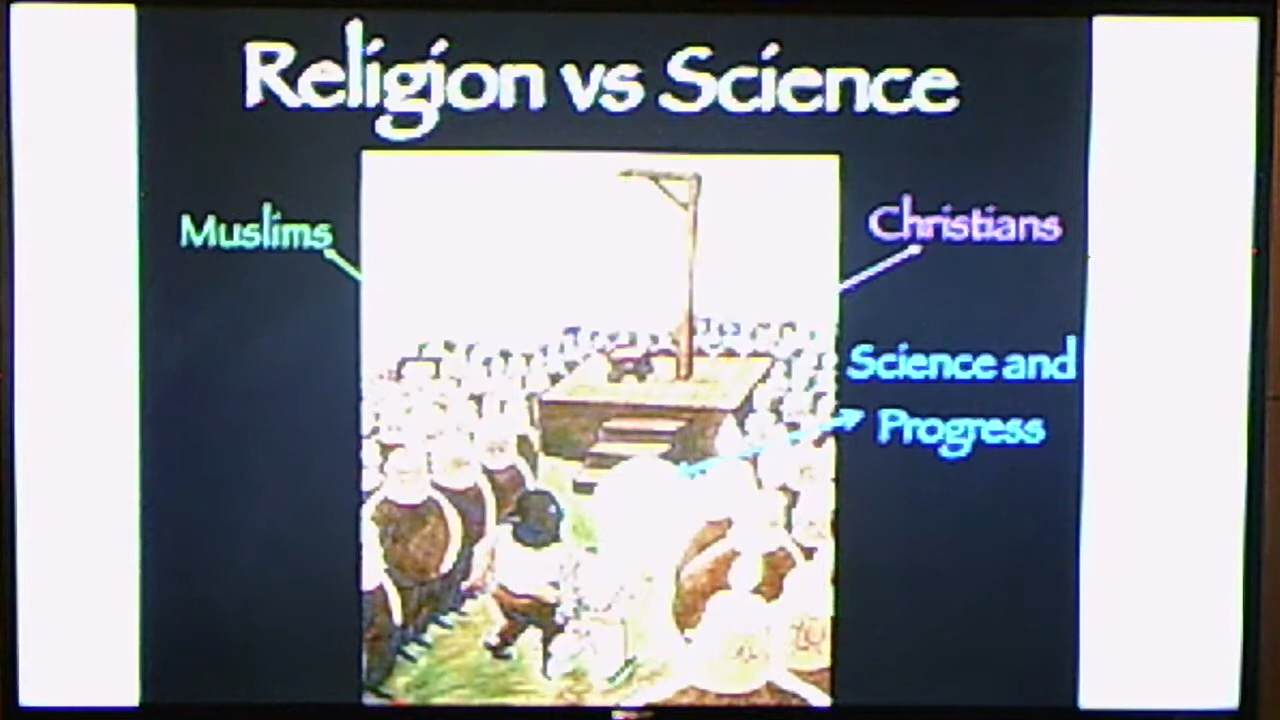 Religion vs Science
Muslims
Christians
Science and
Progress